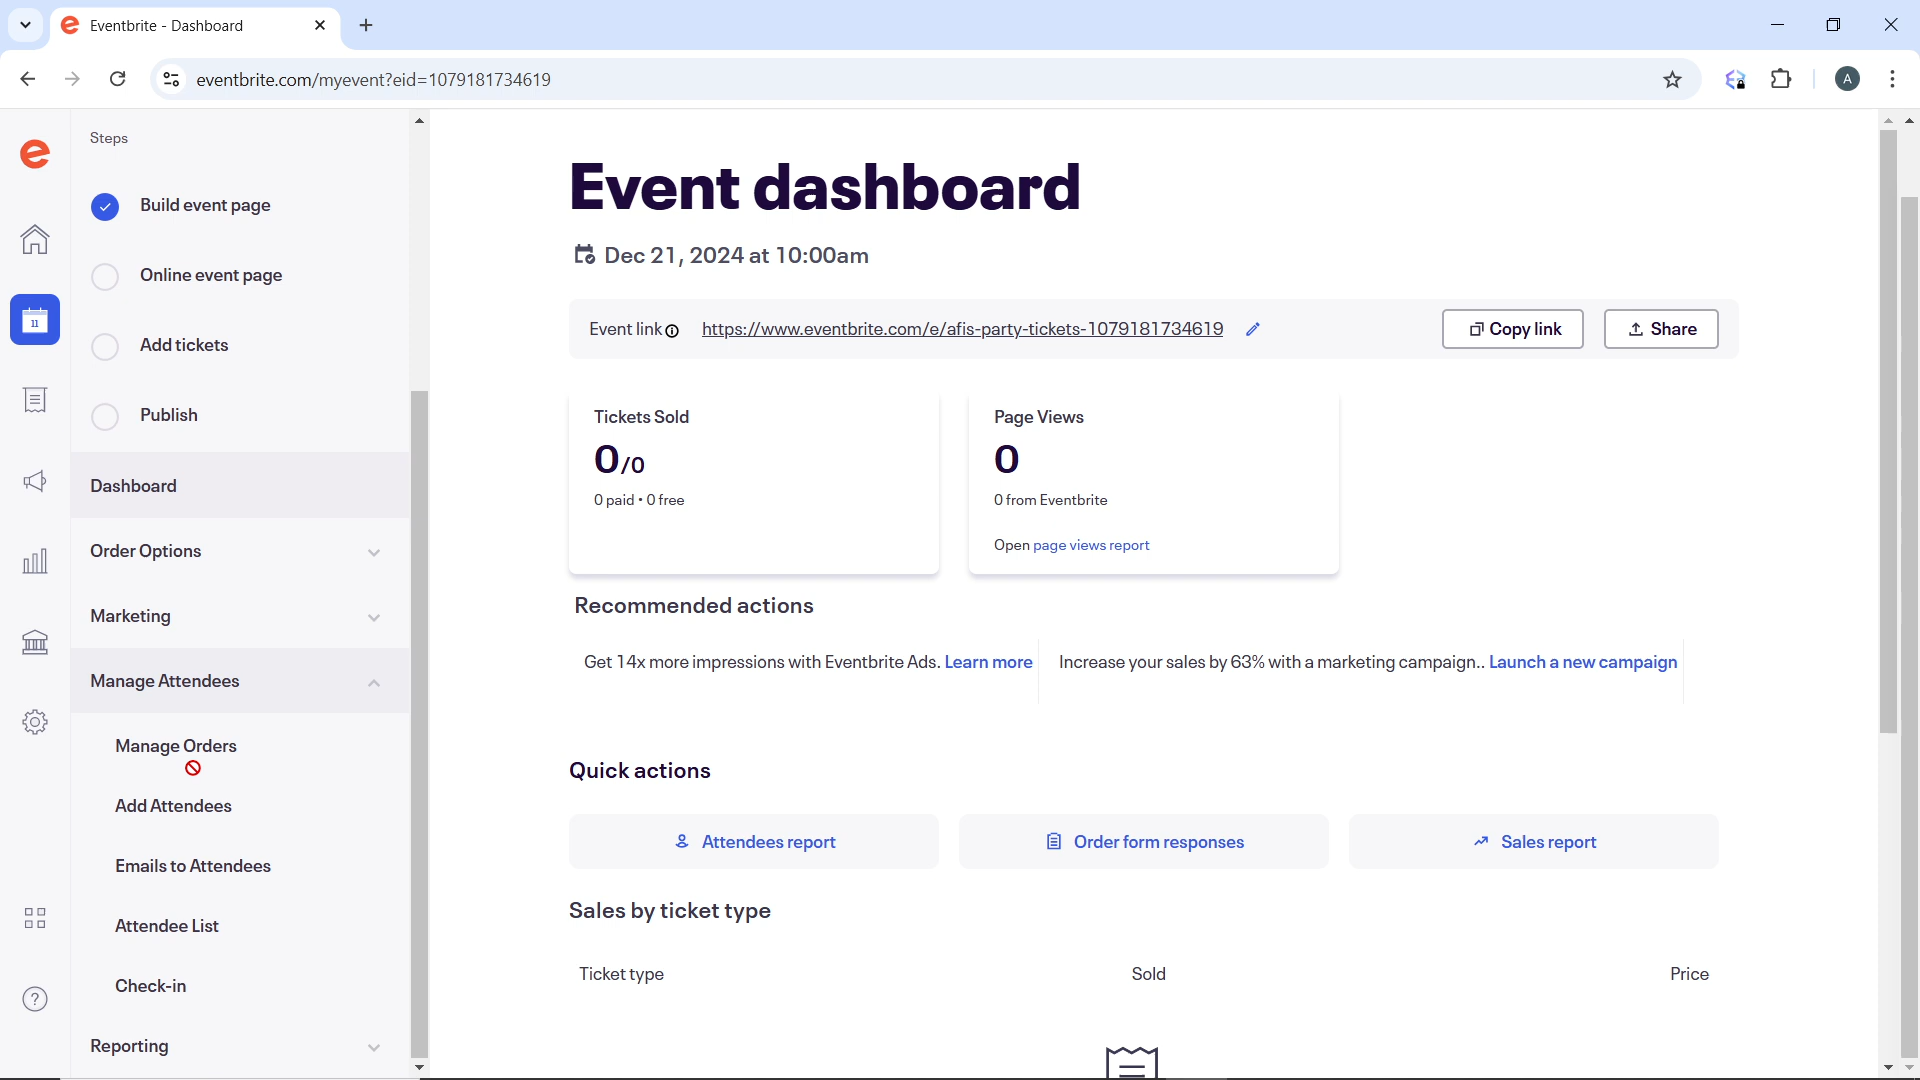 Eventbrite - Dashboard
eventbrite.com/myevent?eid=1079181734619
A
11
Steps
Build event page
Online event page
Add tickets
Publish
Dashboard
Order Options
Marketing
Manage Attendees
Manage Orders
Add Attendees
Emails to Attendees
Attendee List
Check-in
Reporting
Event dashboard
Dec 21, 2024 at 10:00am
Event link https://www.eventbrite.com/e/afis-party-tickets-1079181734619
Copy link
Share
Tickets Sold
0/0
0 paid • 0 free
Page Views
0
0 from Eventbrite
Open page views report
Recommended actions
Get 14x more impressions with Eventbrite Ads. Learn more
Increase your sales by 63% with a marketing campaign.. Launch a new campaign
Quick actions
Attendees report
Order form responses
Sales report
Sales by ticket type
Ticket type Sold Price